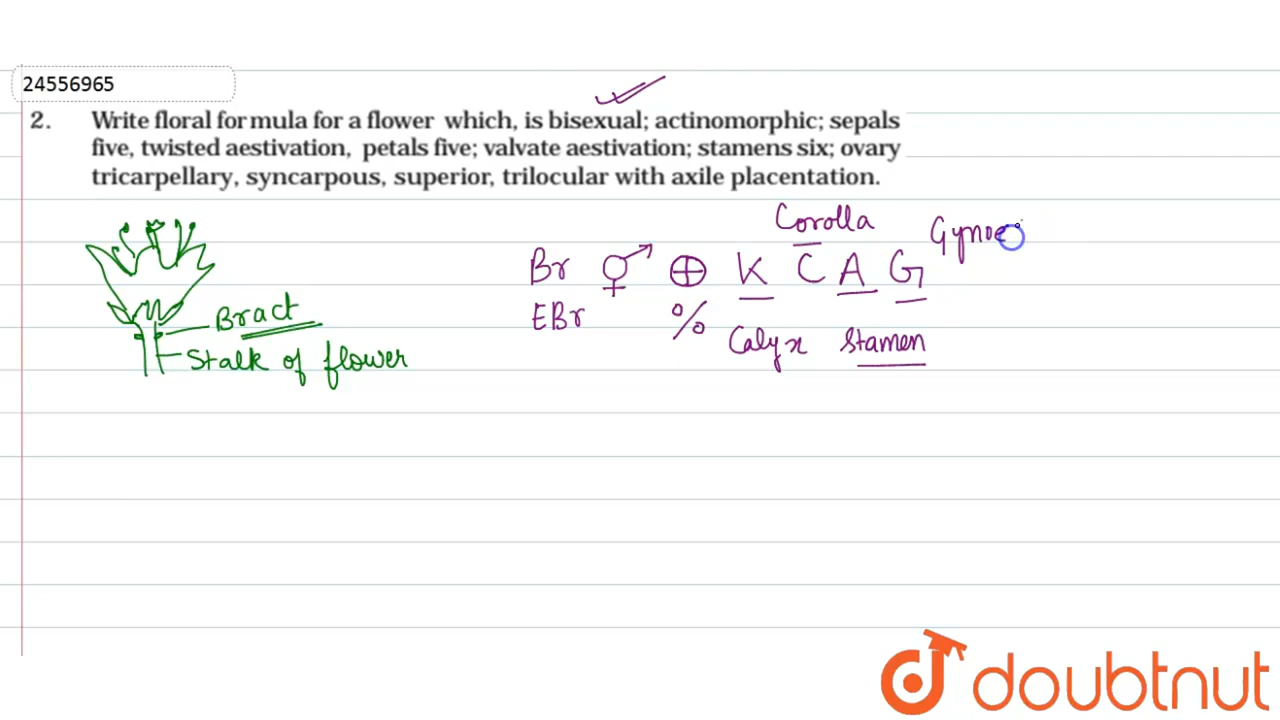 24556965
2. Write floral formula for a flower which, is bisexual; actinomorphic; sepals
five, twisted aestivation, petals five; valvate aestivation; stamens six; ovary
tricarpellary, syncarpous, superior, trilocular with axile placentation.
Corolla Gynoe
Br ⚥ ⊕ K C A G
EBr % Calyx Stamen
Bract
Stalk of flower
doubtnut